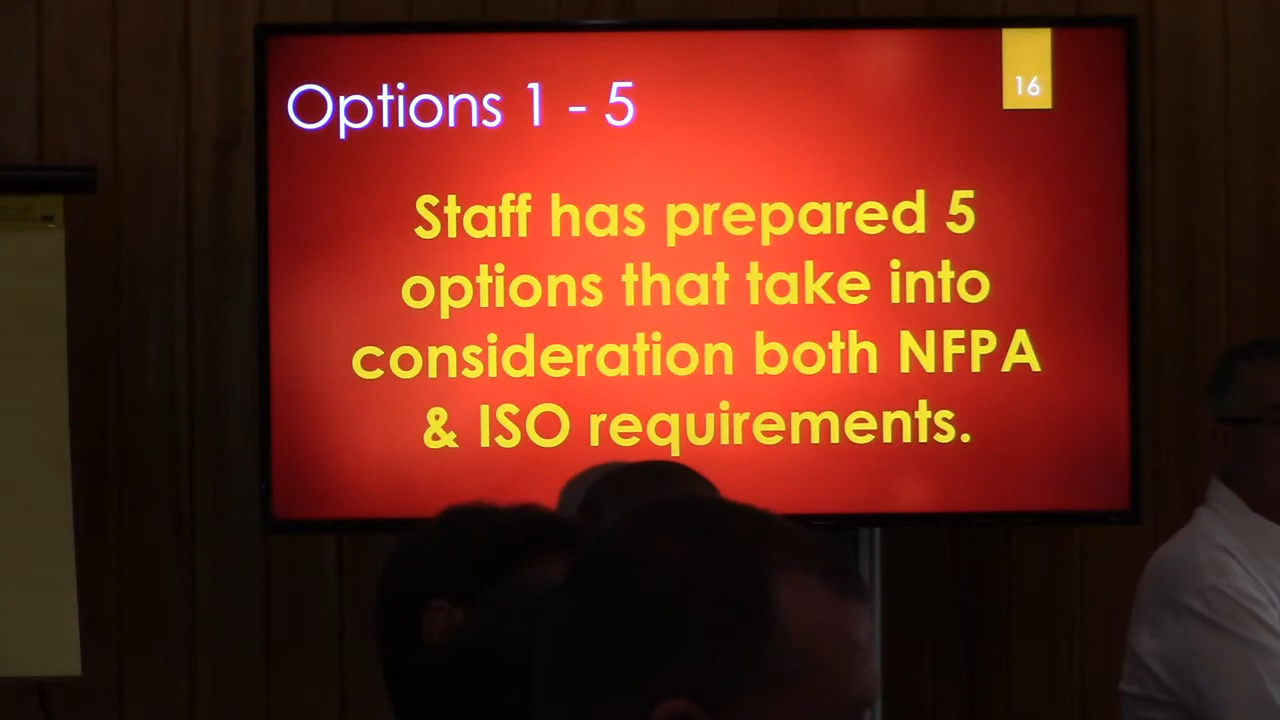 16
Options 1 - 5
Staff has prepared 5
options that take into
consideration both NFPA
& ISO requirements.